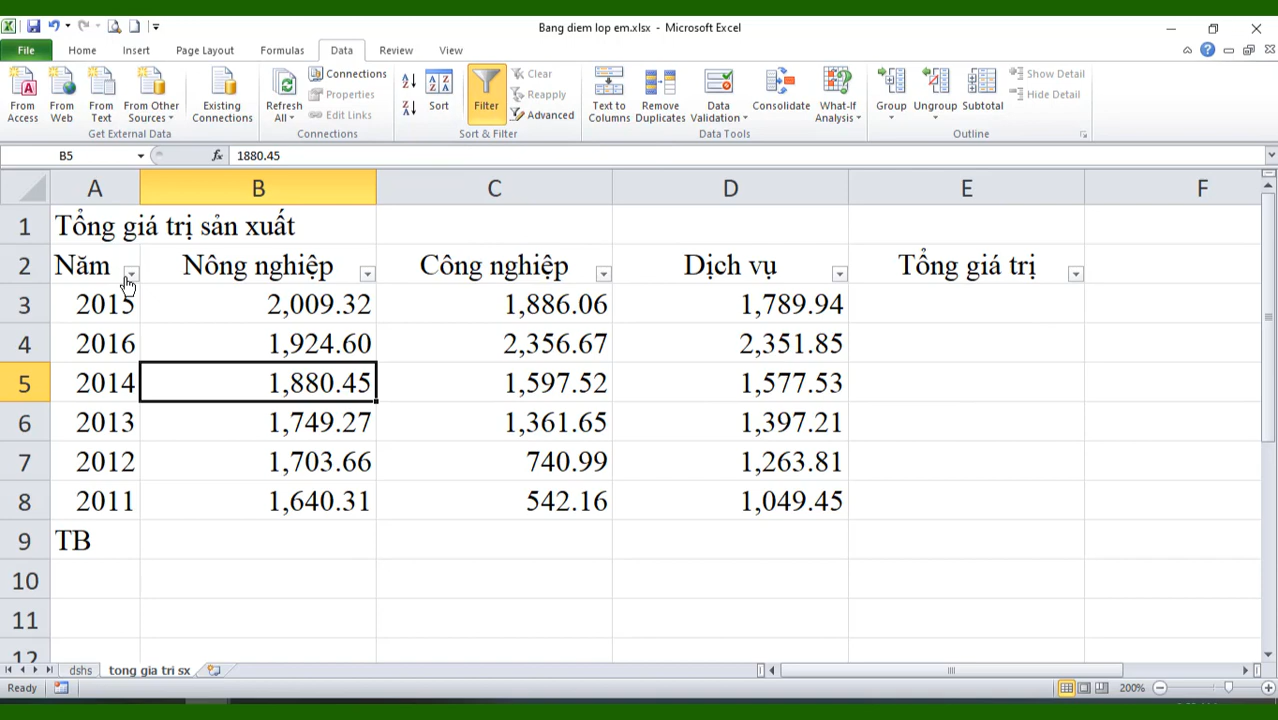 Bang diem lop em.xlsx - Microsoft Excel
File Home Insert Page Layout Formulas Data Review View
From Access
From Web
From Text
From Other Sources
Existing Connections
Get External Data
Refresh All
Connections
Properties
Edit Links
Connections
Sort
Filter
Clear
Reapply
Advanced
Sort & Filter
Text to Columns
Remove Duplicates
Data Validation
Consolidate
What-If Analysis
Data Tools
Group
Ungroup
Subtotal
Show Detail
Hide Detail
Outline
B5 fx 1880.45
A B C D E F
1 Tổng giá trị sản xuất
2 Năm Nông nghiệp Công nghiệp Dịch vụ Tổng giá trị
3 2015 2,009.32 1,886.06 1,789.94
4 2016 1,924.60 2,356.67 2,351.85
5 2014 1,880.45 1,597.52 1,577.53
6 2013 1,749.27 1,361.65 1,397.21
7 2012 1,703.66 740.99 1,263.81
8 2011 1,640.31 542.16 1,049.45
9 TB
10
11
12
dshs tong gia tri sx
Ready 200%